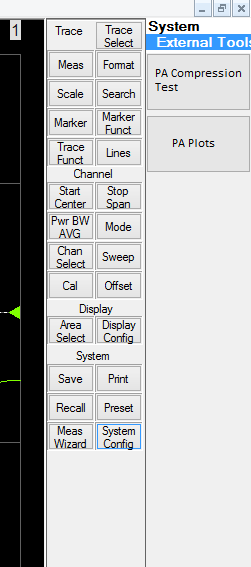 1
Trace
Trace
Select
Meas
Format
Scale
Search
Marker
Marker
Funct
Trace
Funct
Lines
Channel
Start
Center
Stop
Span
Pwr BW
AVG
Mode
Chan
Select
Sweep
Cal
Offset
Display
Area
Select
Display
Config
System
Save
Print
Recall
Preset
Meas
Wizard
System
Config
System
External Tools
PA Compression
Test
PA Plots